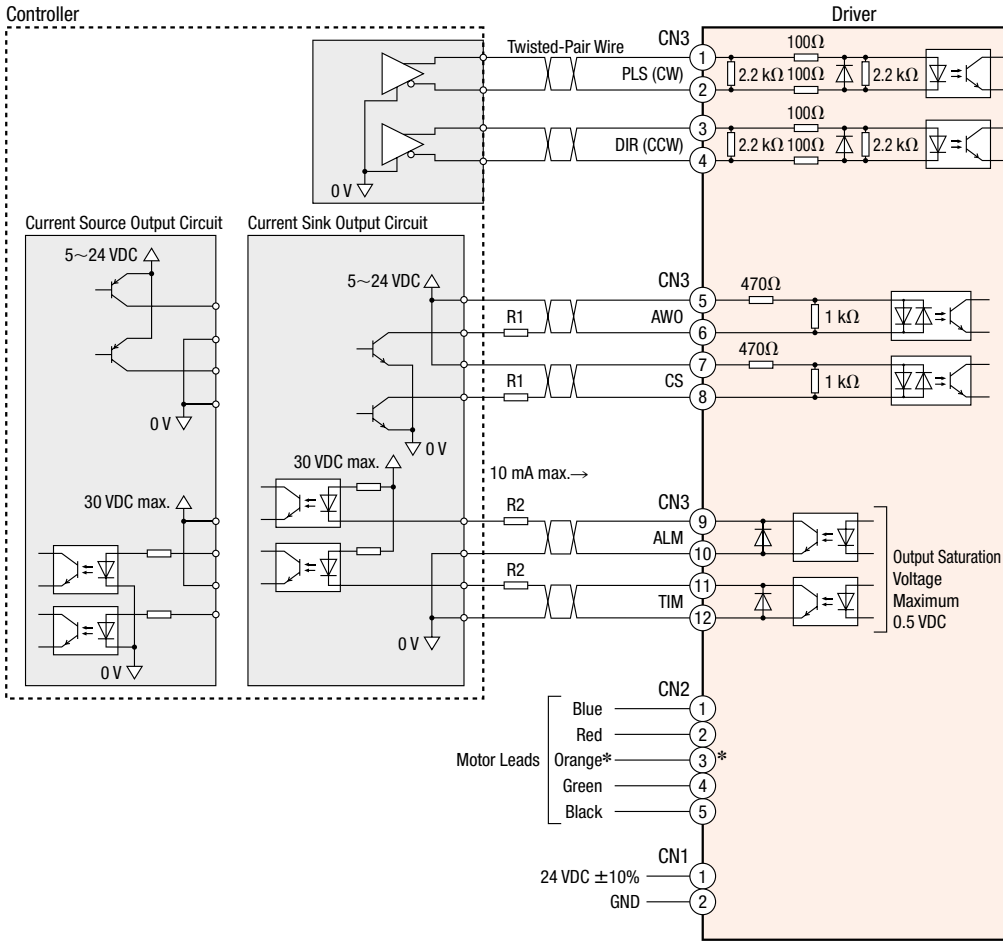 Controller
Driver
Twisted-Pair Wire
CN3
1
PLS (CW)
2
100Ω
2.2 kΩ
100Ω
2.2 kΩ
3
DIR (CCW)
4
100Ω
2.2 kΩ
100Ω
2.2 kΩ
0 V
Current Source Output Circuit
Current Sink Output Circuit
5~24 VDC
0 V
30 VDC max.
0 V
5~24 VDC
0 V
30 VDC max.
0 V
CN3
5
R1
AWO
6
470Ω
1 kΩ
7
R1
CS
8
470Ω
1 kΩ
10 mA max.→
CN3
R2
9
ALM
10
R2
11
TIM
12
Output Saturation
Voltage
Maximum
0.5 VDC
CN2
Motor Leads
Blue
1
Red
2
Orange*
3
*
Green
4
Black
5
CN1
24 VDC ±10%
1
GND
2